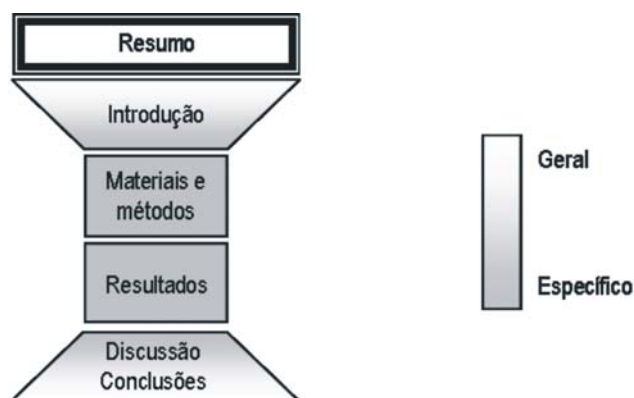 Resumo
Introdução
Materiais e
métodos
Resultados
Discussão
Conclusões
Geral
Específico